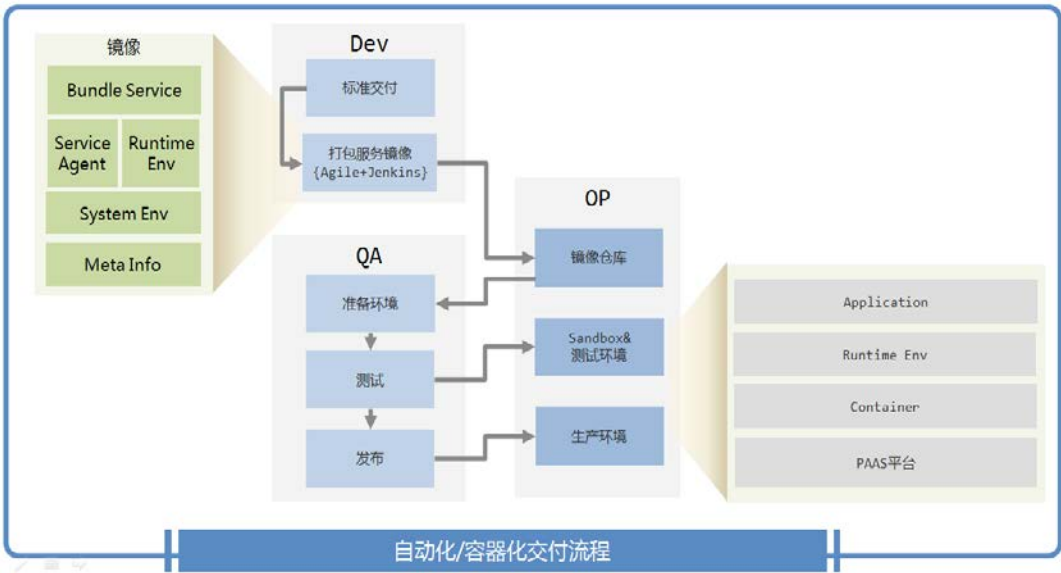 镜像
Bundle Service
Service
Agent
Runtime
Env
System Env
Meta Info
Dev
标准交付
打包服务镜像
{Agile+Jenkins}
QA
准备环境
测试
发布
OP
镜像仓库
Sandbox&
测试环境
生产环境
Application
Runtime Env
Container
PAAS平台
自动化/容器化交付流程